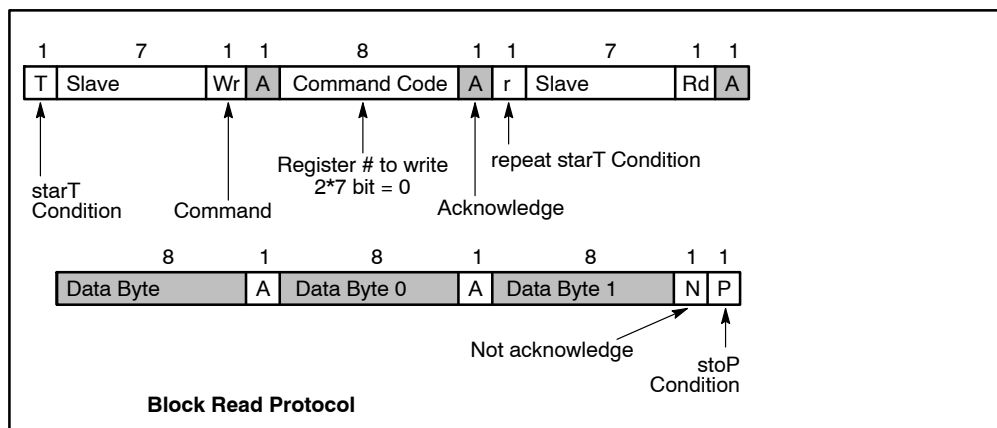 1 7 1 1 8 1 1 7 1 1
T Slave Wr A Command Code A r Slave Rd A
starT
Condition
Command
Register # to write
2*7 bit = 0
Acknowledge
repeat starT Condition
8 1 8 1 8 1 1
Data Byte A Data Byte 0 A Data Byte 1 N P
Not acknowledge
stoP
Condition
Block Read Protocol